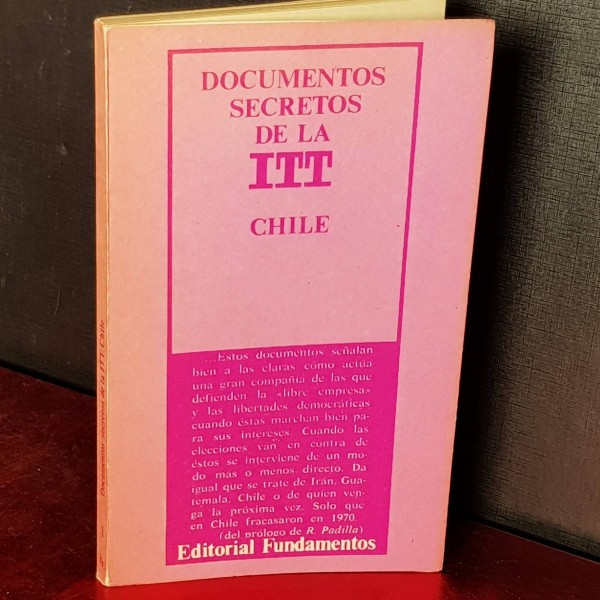 DOCUMENTOS
SECRETOS
DE LA
ITT
CHILE
...Estos documentos señalan
bien a las claras cómo actúa
una gran compañía de las que
defienden la «libre empresa»
y las libertades democráticas
cuando éstas marchan bien pa-
ra sus intereses. Cuando las
elecciones van en contra de
éstos se interviene de un mo-
do más o menos directo. Da
igual que se trate de Irán, Gua-
temala, Chile o de quien ven-
ga la próxima vez. Solo que
en Chile fracasaron en 1970.
(del prólogo de R. Padilla)
Editorial Fundamentos
Documentos secretos de la ITT: Chile